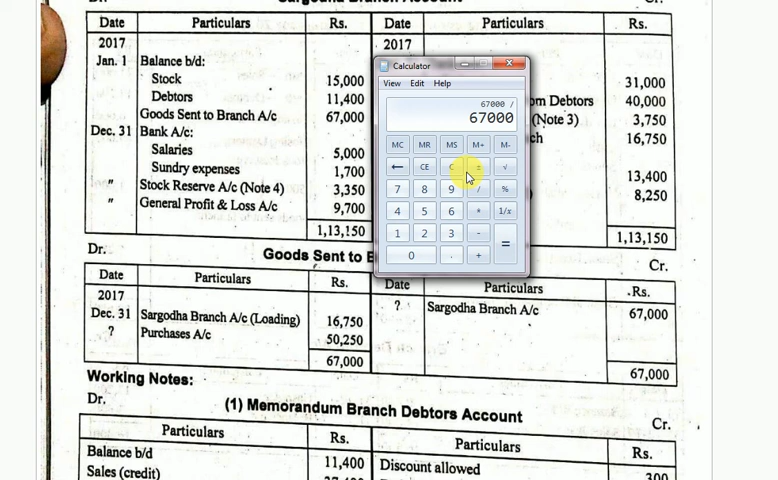 Dr.
Sargodha Branch Account
Cr.
Date Particulars Rs. Date Particulars Rs.
2017 2017
Jan. 1 Balance b/d:
Stock 15,000 31,000
Debtors 11,400 om Debtors 40,000
Goods Sent to Branch A/c 67,000 (Note 3) 3,750
Dec. 31 Bank A/c: ch 16,750
Salaries 5,000
Sundry expenses 1,700 13,400
" Stock Reserve A/c (Note 4) 3,350 8,250
" General Profit & Loss A/c 9,700
1,13,150 1,13,150
Calculator
View Edit Help
67000 /
67000
MC MR MS M+ M-
← CE C ± √
7 8 9 / %
4 5 6 * 1/x
1 2 3 - =
0 . +
Dr. Goods Sent to B Cr.
Date Particulars Rs. Date Particulars .Rs.
2017 ? Sargodha Branch A/c 67,000
Dec. 31 Sargodha Branch A/c (Loading) 16,750
? Purchases A/c 50,250
67,000 67,000
Working Notes:
Dr. (1) Memorandum Branch Debtors Account Cr.
Particulars Rs. Particulars Rs.
Balance b/d 11,400 Discount allowed 300
Sales (credit)